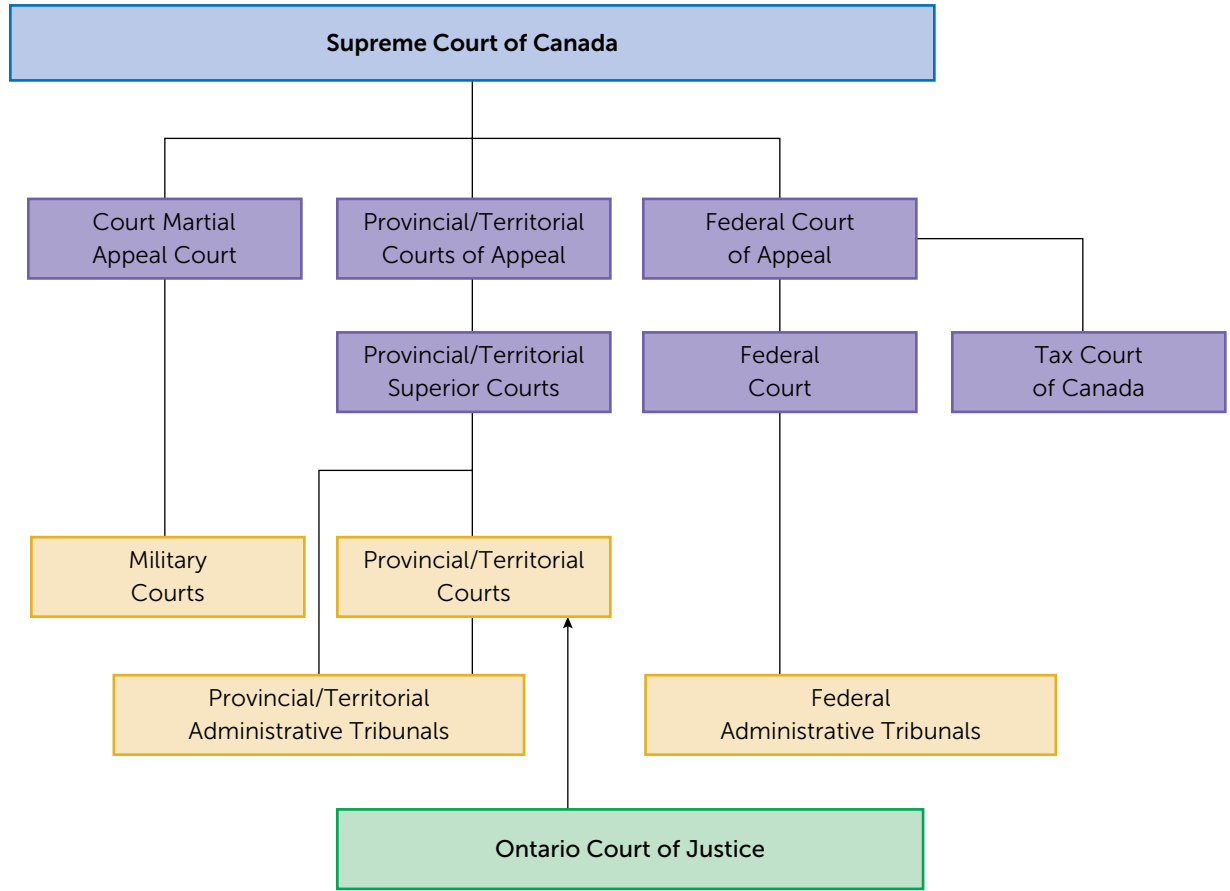 Supreme Court of Canada
Court Martial
Appeal Court
Provincial/Territorial
Courts of Appeal
Federal Court
of Appeal
Provincial/Territorial
Superior Courts
Federal
Court
Tax Court
of Canada
Military
Courts
Provincial/Territorial
Courts
Provincial/Territorial
Administrative Tribunals
Federal
Administrative Tribunals
Ontario Court of Justice